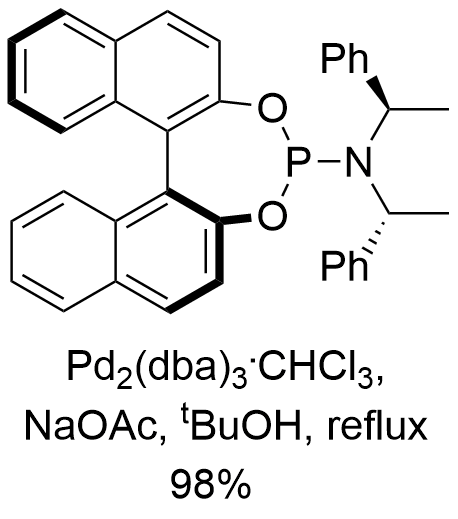 Ph
O
P
N
O
Ph
Pd₂(dba)₃·CHCl₃,
NaOAc, ᵗBuOH, reflux
98%